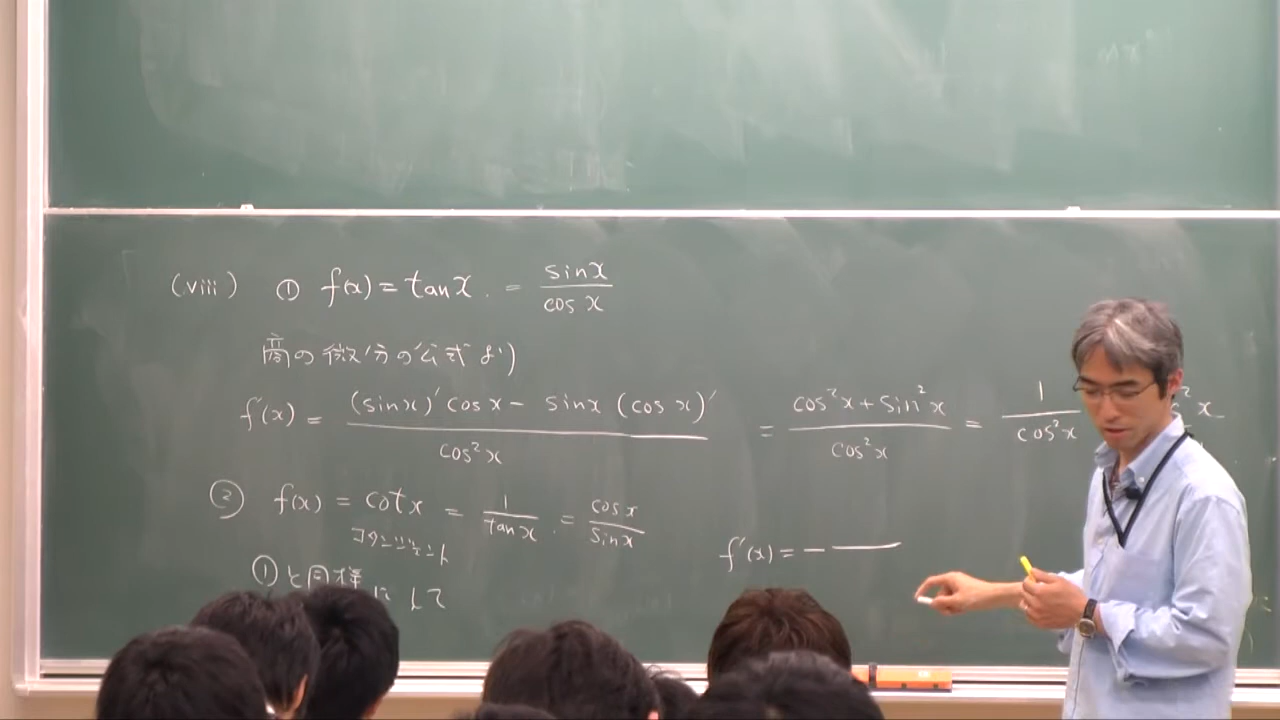 (viii) ① f(x) = tan x = sin x / cos x
商の微分の公式より
f'(x) = (sin x)' cos x - sin x (cos x)' / cos² x = cos² x + sin² x / cos² x = 1 / cos² x
② f(x) = cot x = 1 / tan x = cos x / sin x
コタンジェント
①と同様にして f'(x) = -